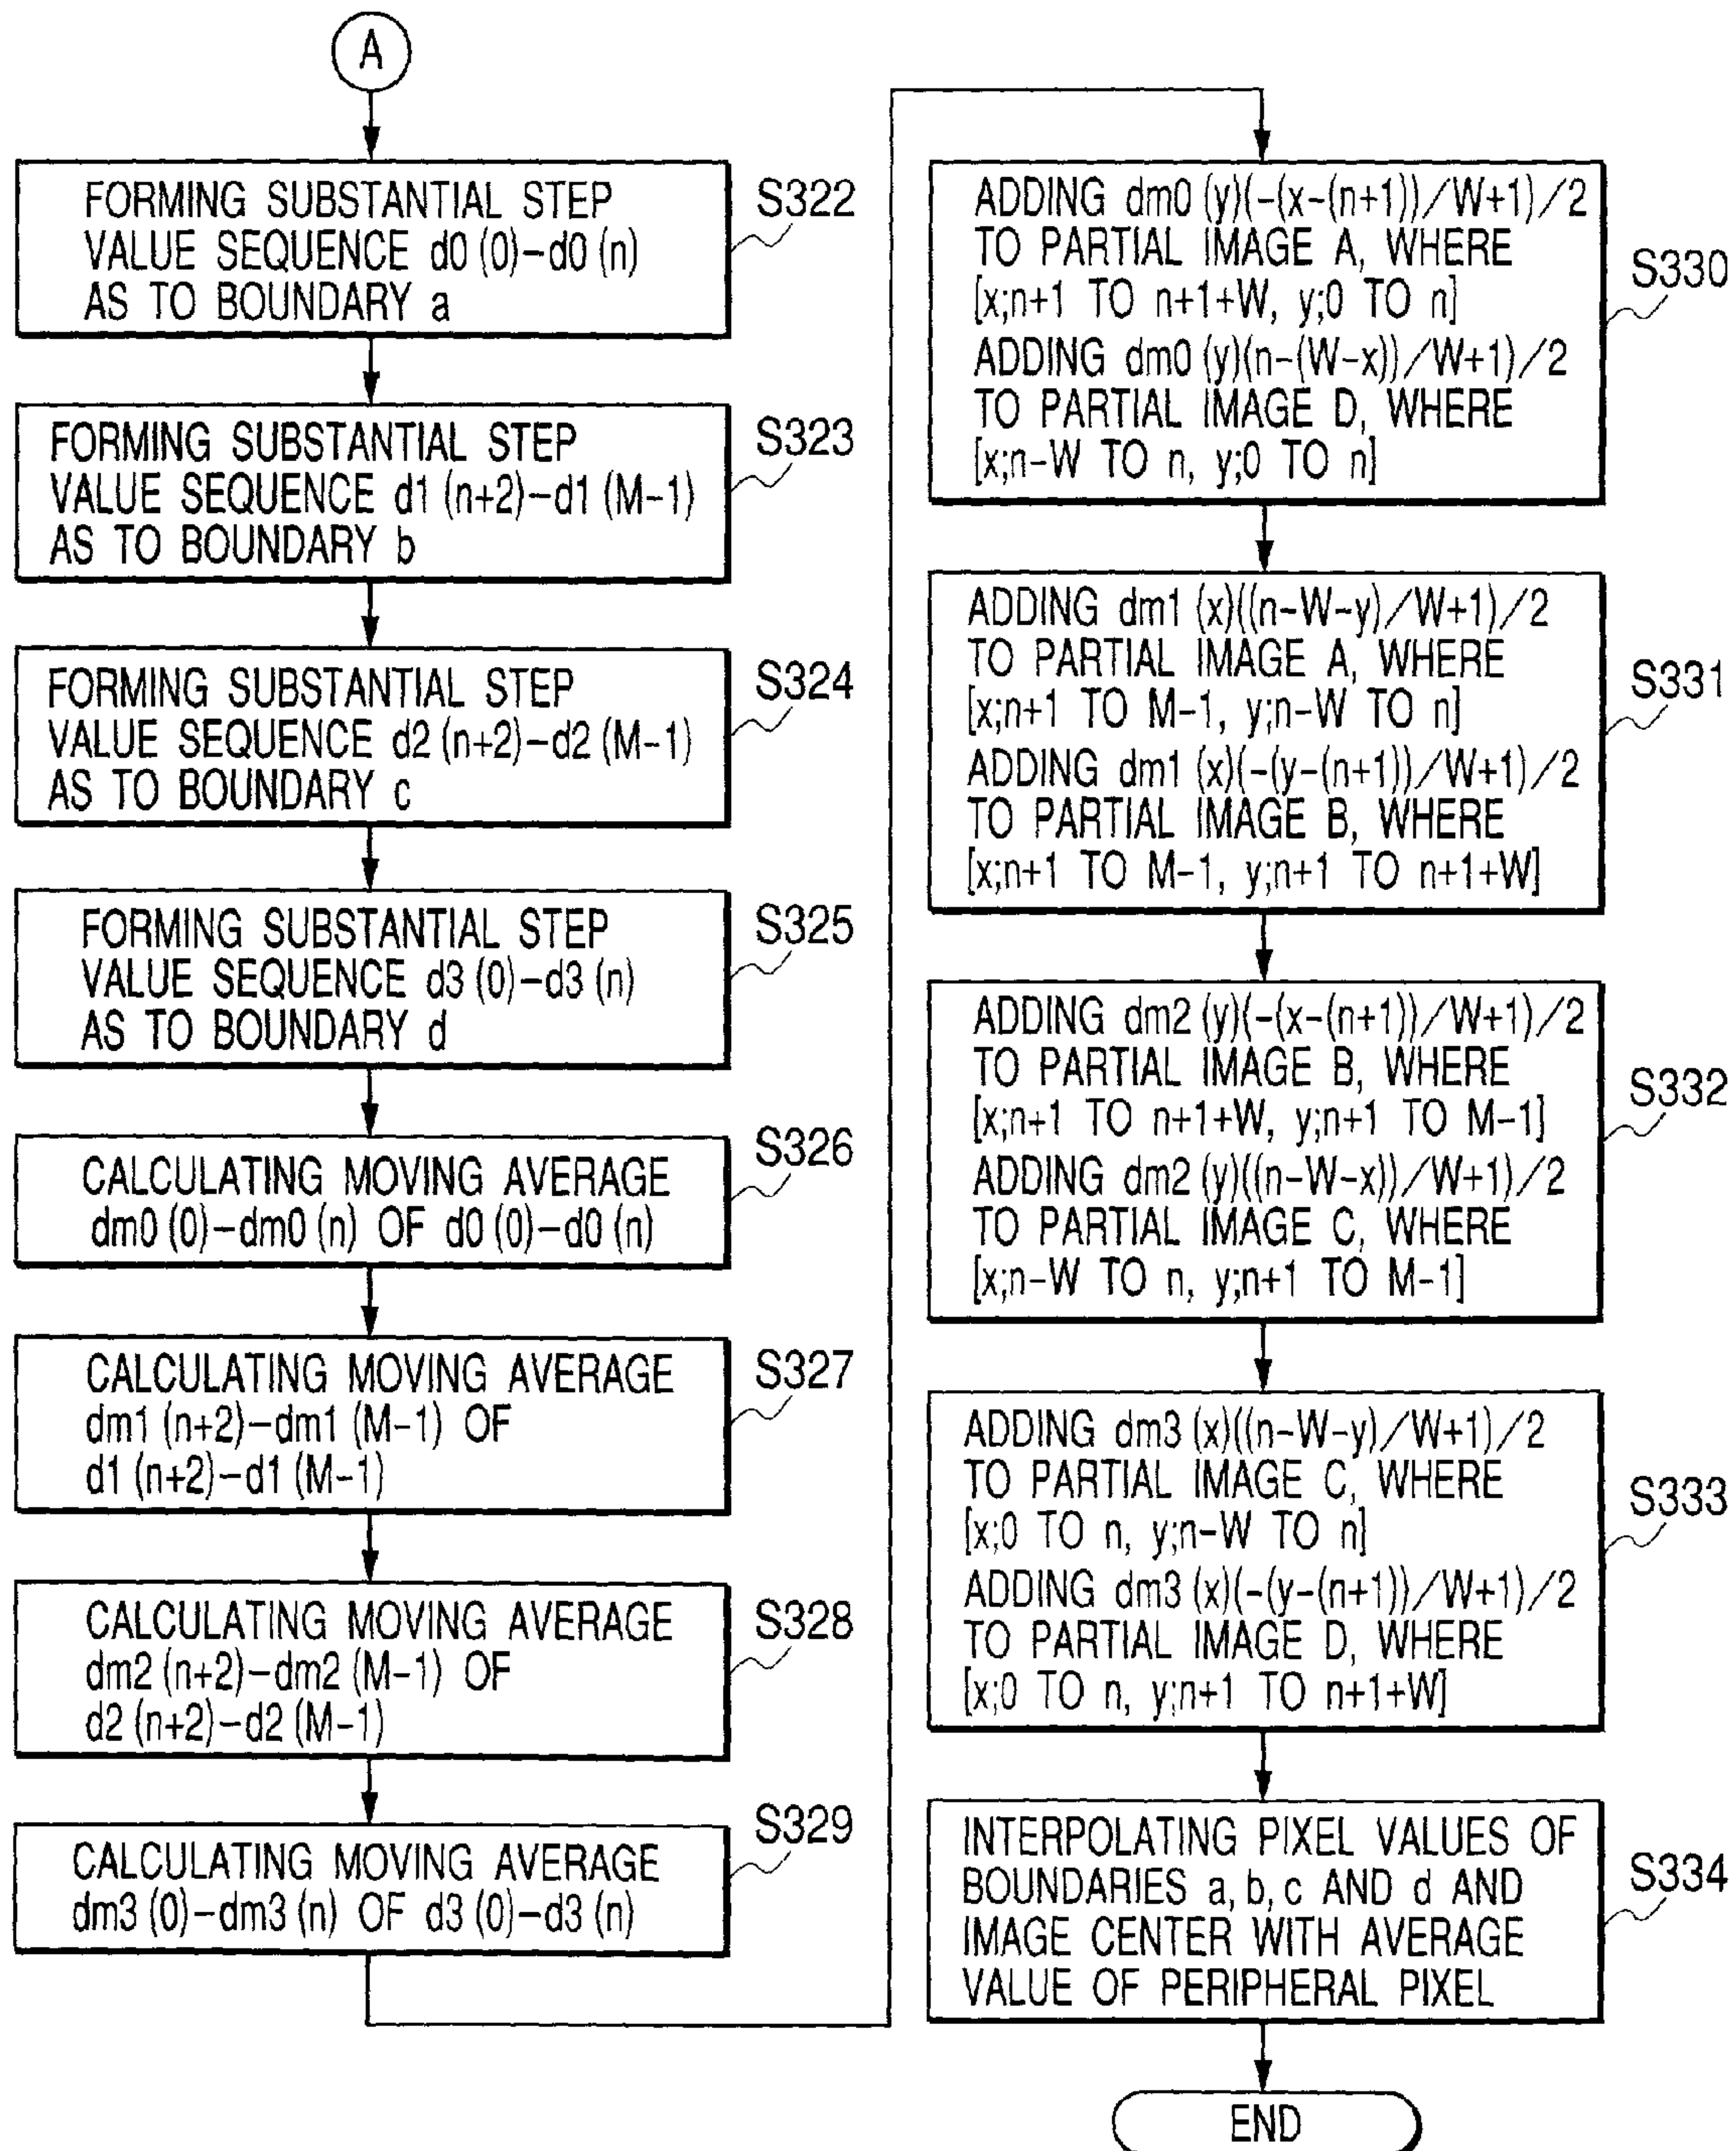 A
FORMING SUBSTANTIAL STEP
VALUE SEQUENCE d0(0)-d0(n)
AS TO BOUNDARY a
S322
FORMING SUBSTANTIAL STEP
VALUE SEQUENCE d1(n+2)-d1(M-1)
AS TO BOUNDARY b
S323
FORMING SUBSTANTIAL STEP
VALUE SEQUENCE d2(n+2)-d2(M-1)
AS TO BOUNDARY c
S324
FORMING SUBSTANTIAL STEP
VALUE SEQUENCE d3(0)-d3(n)
AS TO BOUNDARY d
S325
CALCULATING MOVING AVERAGE
dm0(0)-dm0(n) OF d0(0)-d0(n)
S326
CALCULATING MOVING AVERAGE
dm1(n+2)-dm1(M-1) OF
d1(n+2)-d1(M-1)
S327
CALCULATING MOVING AVERAGE
dm2(n+2)-dm2(M-1) OF
d2(n+2)-d2(M-1)
S328
CALCULATING MOVING AVERAGE
dm3(0)-dm3(n) OF d3(0)-d3(n)
S329
ADDING dm0(y)(-(x-(n+1))/W+1)/2
TO PARTIAL IMAGE A, WHERE
[x;n+1 TO n+1+W, y;0 TO n]
ADDING dm0(y)(n-(W-x))/W+1)/2
TO PARTIAL IMAGE D, WHERE
[x;n-W TO n, y;0 TO n]
S330
ADDING dm1(x)((n-W-y)/W+1)/2
TO PARTIAL IMAGE A, WHERE
[x;n+1 TO M-1, y;n-W TO n]
ADDING dm1(x)(-(y-(n+1))/W+1)/2
TO PARTIAL IMAGE B, WHERE
[x;n+1 TO M-1, y;n+1 TO n+1+W]
S331
ADDING dm2(y)(-(x-(n+1))/W+1)/2
TO PARTIAL IMAGE B, WHERE
[x;n+1 TO n+1+W, y;n+1 TO M-1]
ADDING dm2(y)((n-W-x))/W+1)/2
TO PARTIAL IMAGE C, WHERE
[x;n-W TO n, y;n+1 TO M-1]
S332
ADDING dm3(x)((n-W-y)/W+1)/2
TO PARTIAL IMAGE C, WHERE
[x;0 TO n, y;n-W TO n]
ADDING dm3(x)(-(y-(n+1))/W+1)/2
TO PARTIAL IMAGE D, WHERE
[x;0 TO n, y;n+1 TO n+1+W]
S333
INTERPOLATING PIXEL VALUES OF
BOUNDARIES a, b, c AND d AND
IMAGE CENTER WITH AVERAGE
VALUE OF PERIPHERAL PIXEL
S334
END